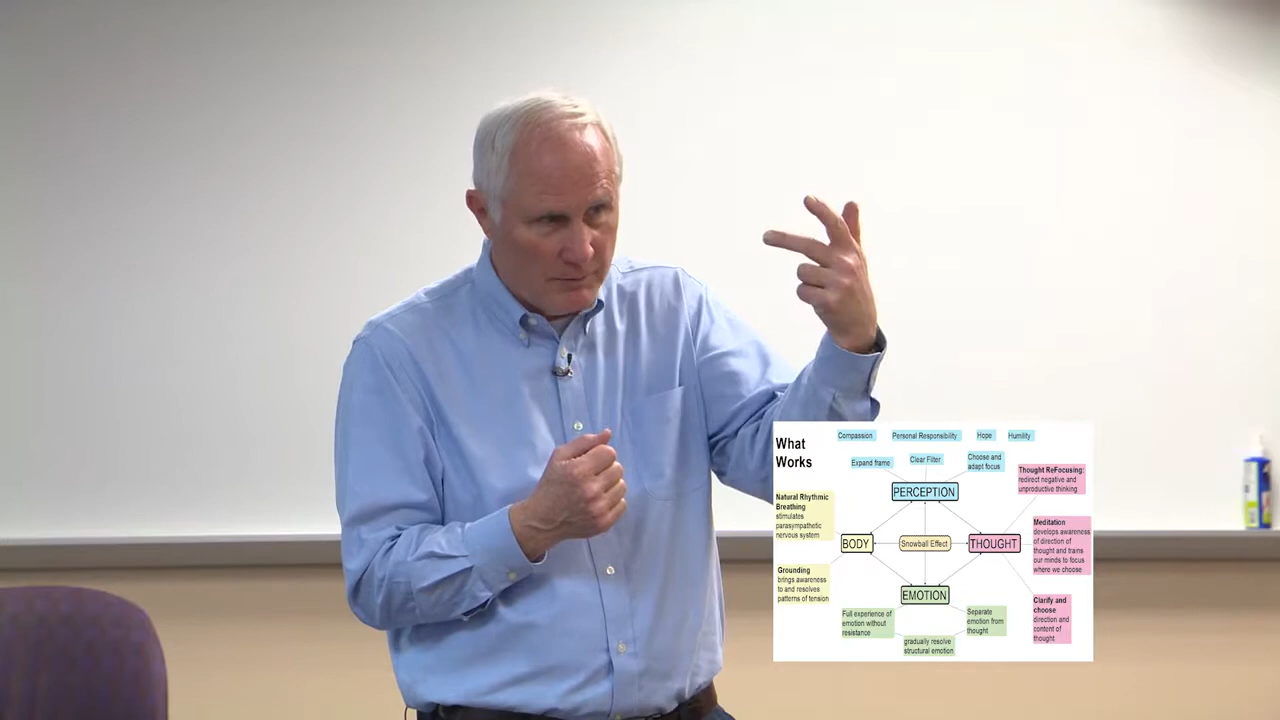 What
Works
Compassion
Personal Responsibility
Hope
Humility
Expand frame
Clear Filter
Choose and
adapt focus
PERCEPTION
Thought ReFocusing:
redirect negative and
unproductive thinking
Natural Rhythmic
Breathing
stimulates
parasympathetic
nervous system
BODY
Snowball Effect
THOUGHT
Meditation
develops awareness
of direction of
thought and trains
our minds to focus
where we choose
Grounding
brings awareness
to and resolves
patterns of tension
EMOTION
Full experience of
emotion without
resistance
gradually resolve
structural emotion
Separate
emotion from
thought
Clarify and
choose
direction and
content of
thought